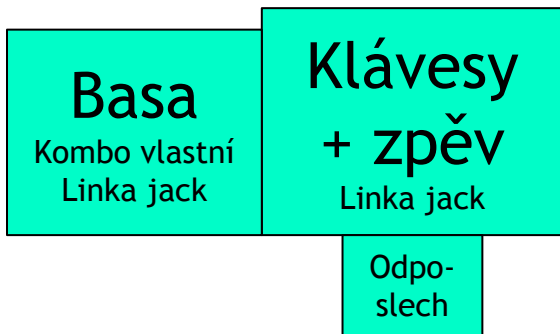 Basa
Kombo vlastní
Linka jack
Klávesy
+ zpěv
Linka jack
Odpo-
slech